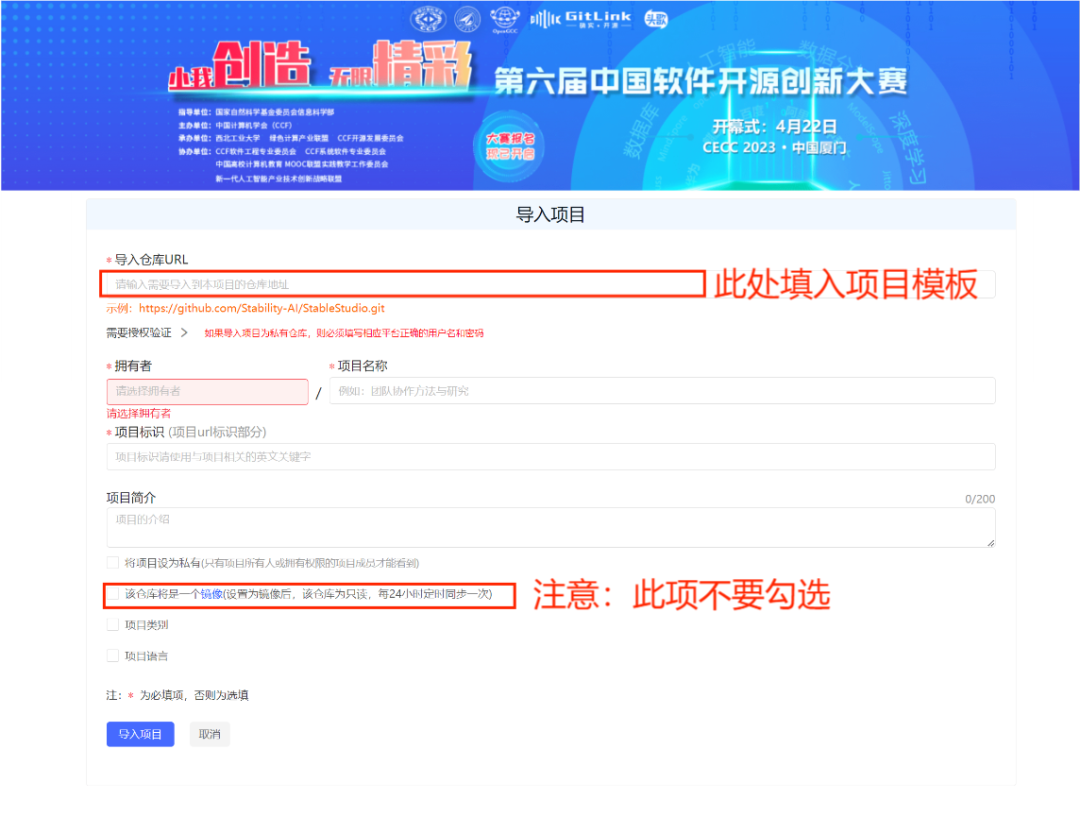 OpenGCC GitLink 确实·开源 头歌
小我创造 无限精彩
第六届中国软件开源创新大赛
指导单位：国家自然科学基金委员会信息科学部
主办单位：中国计算机学会（CCF）
承办单位：西北工业大学 绿色计算产业联盟 CCF开源发展委员会
协办单位：CCF软件工程专业委员会 CCF系统软件专业委员会
中国高校计算机教育 MOOC联盟实践教学工作委员会
新一代人工智能产业技术创新战略联盟
大赛报名
现已开启
开幕式：4月22日
CECC 2023·中国厦门
人工智能
数据库
深度学习
MindSpore
ModelScope
导入项目
* 导入仓库URL
请输入需要导入到本项目的仓库地址
此处填入项目模板
示例：https://github.com/Stability-AI/StableStudio.git
需要授权验证 > 如果导入项目为私有仓库，则必须填写相应平台正确的用户名和密码
* 拥有者 * 项目名称
请选择拥有者 / 例如：团队协作方法与研究
请选择拥有者
* 项目标识 (项目url标识部分)
项目标识请使用与项目相关的英文关键字
项目简介 0/200
项目的介绍
将项目设为私有(只有项目所有人或拥有权限的项目成员才能看到)
该仓库将是一个镜像(设置为镜像后，该仓库为只读，每24小时定时同步一次)
注意：此项不要勾选
项目类别
项目语言
注：* 为必填项，否则为选填
导入项目 取消